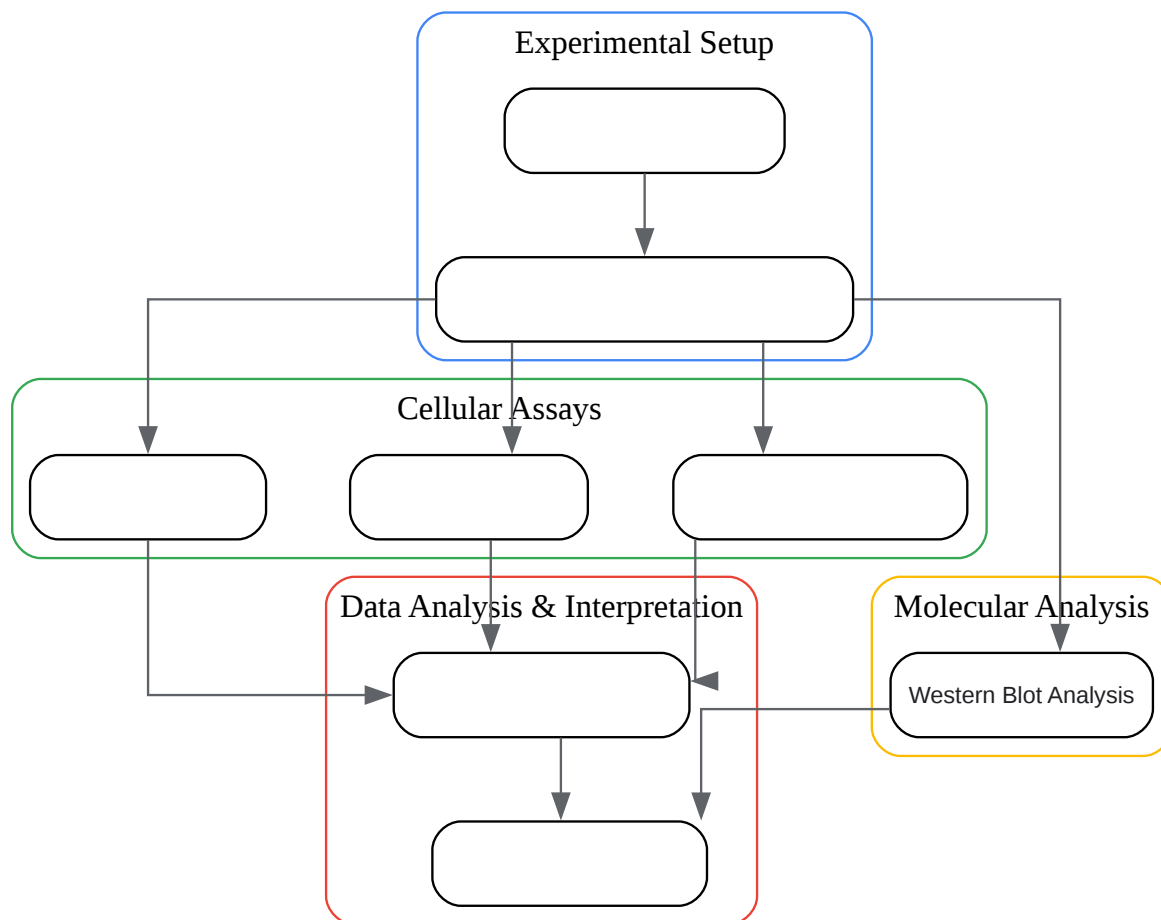 Experimental Setup
Cellular Assays
Data Analysis & Interpretation
Molecular Analysis
Western Blot Analysis